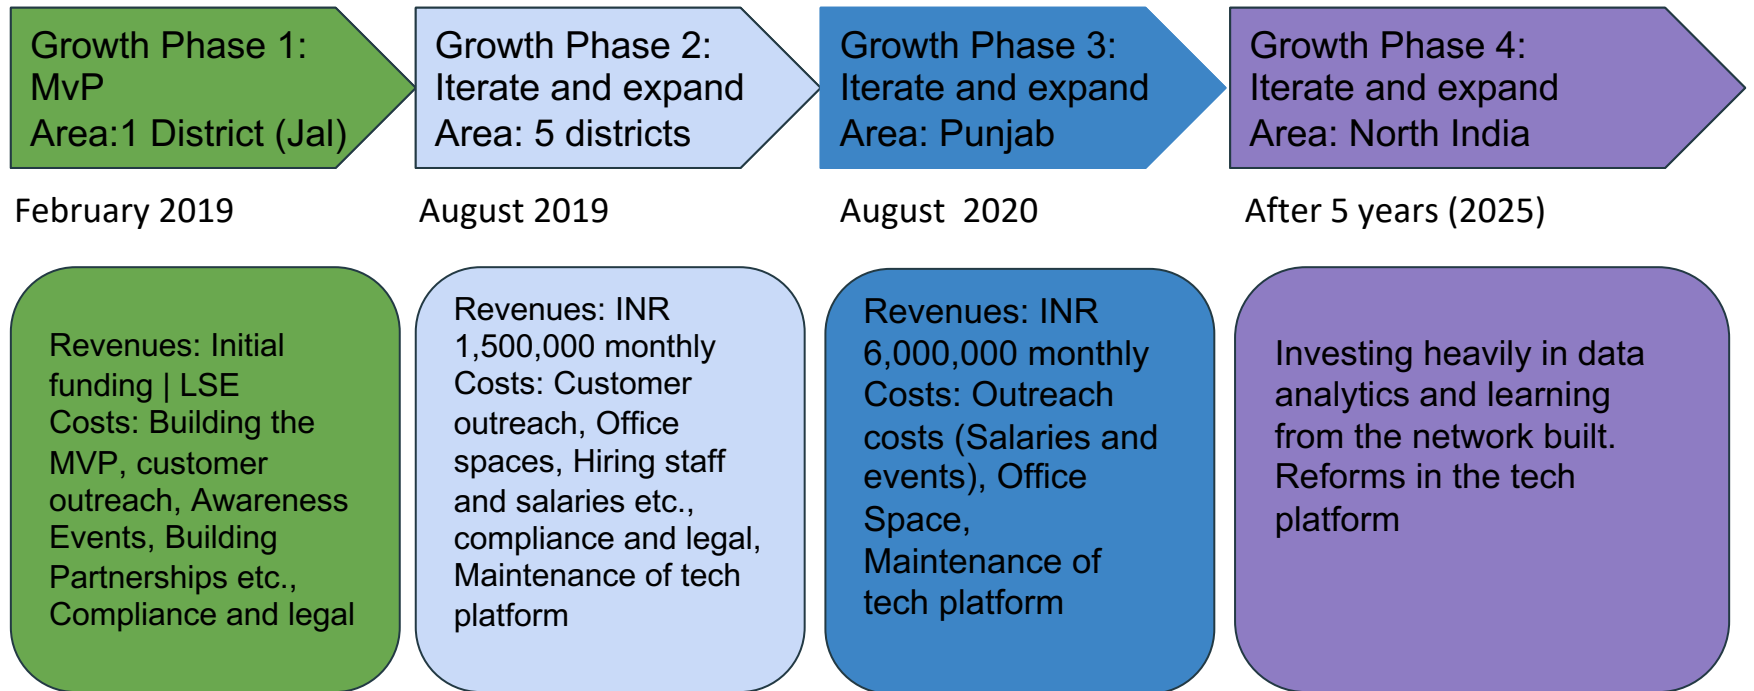 Growth Phase 1:
MvP
Area:1 District (Jal)
Growth Phase 2:
Iterate and expand
Area: 5 districts
Growth Phase 3:
Iterate and expand
Area: Punjab
Growth Phase 4:
Iterate and expand
Area: North India
February 2019
August 2019
August  2020
After 5 years (2025)
Revenues: Initial
funding | LSE
Costs: Building the
MVP, customer
outreach, Awareness
Events, Building
Partnerships etc.,
Compliance and legal
Revenues: INR
1,500,000 monthly
Costs: Customer
outreach, Office
spaces, Hiring staff
and salaries etc.,
compliance and legal,
Maintenance of tech
platform
Revenues: INR
6,000,000 monthly
Costs: Outreach
costs (Salaries and
events), Office
Space,
Maintenance of
tech platform
Investing heavily in data
analytics and learning
from the network built.
Reforms in the tech
platform